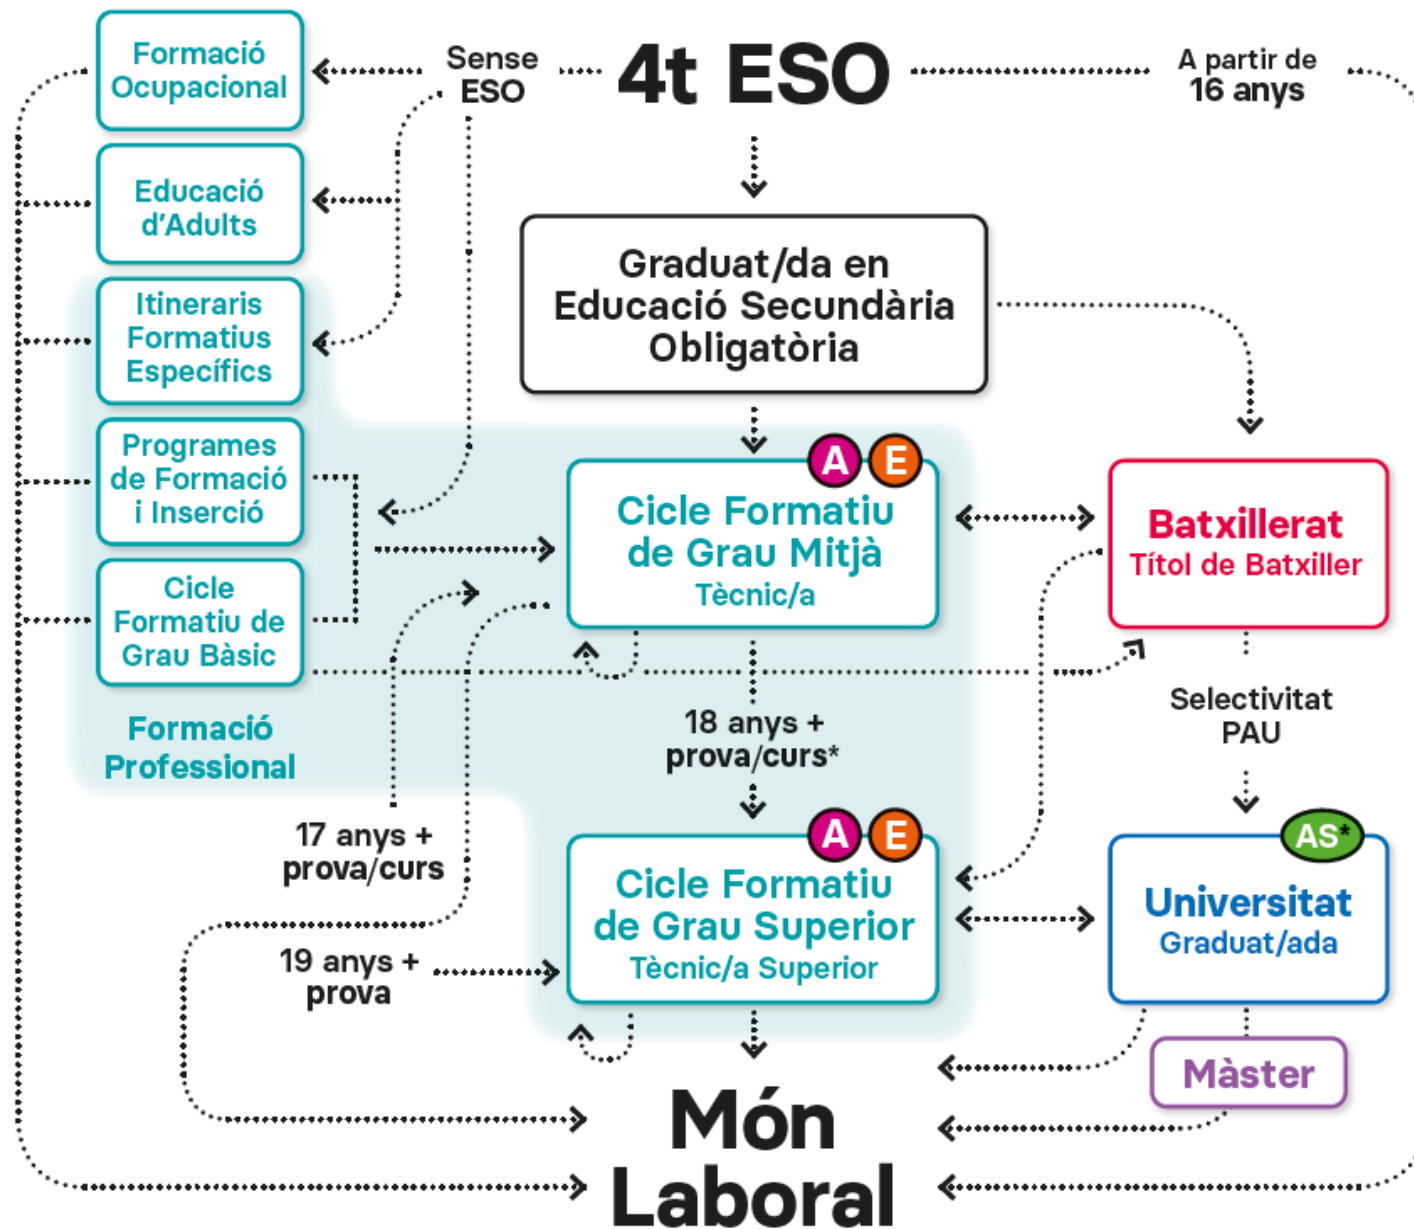 Formació
Ocupacional
Sense
ESO
4t ESO
A partir de
16 anys
Educació
d'Adults
Itineraris
Formatius
Específics
Graduat/da en
Educació Secundària
Obligatòria
Programes
de Formació
i Inserció
A
E
Cicle Formatiu
de Grau Mitjà
Tècnic/a
Batxillerat
Títol de Batxiller
Cicle
Formatiu de
Grau Bàsic
Formació
Professional
18 anys +
prova/curs*
Selectivitat
PAU
17 anys +
prova/curs
A
E
Cicle Formatiu
de Grau Superior
Tècnic/a Superior
AS*
Universitat
Graduat/ada
19 anys +
prova
Màster
Món
Laboral